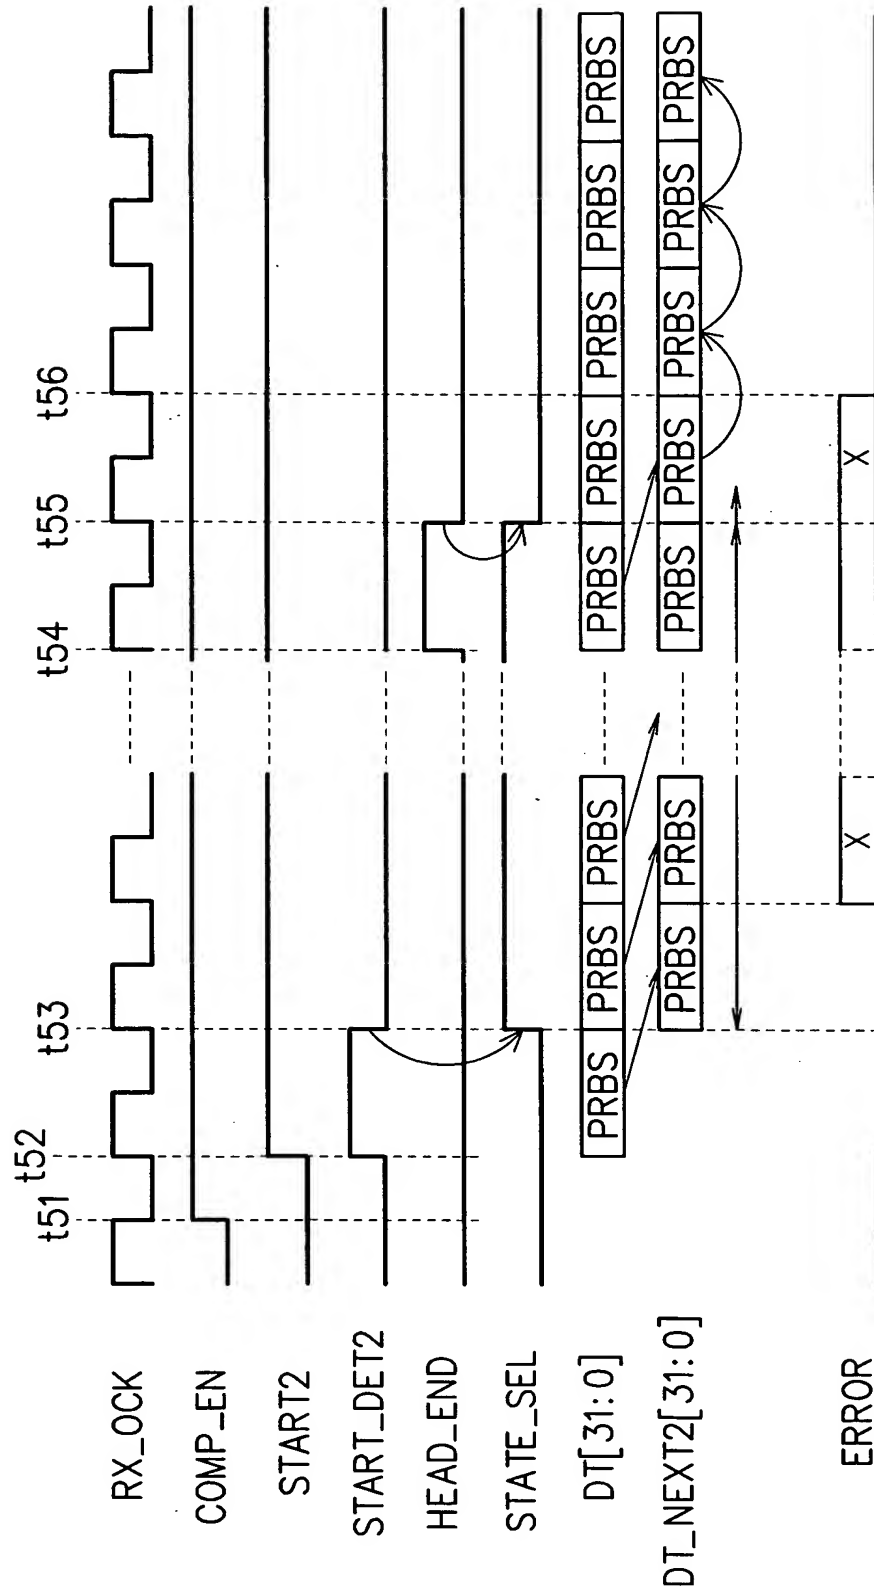 t51 t52 t53 t54 t55 t56
RX_OCK
COMP_EN
START2
START_DET2
HEAD_END
STATE_SEL
DT[31:0] PRBS PRBS PRBS PRBS PRBS PRBS PRBS PRBS
DT_NEXT2[31:0] PRBS PRBS PRBS PRBS PRBS PRBS PRBS
ERROR X X